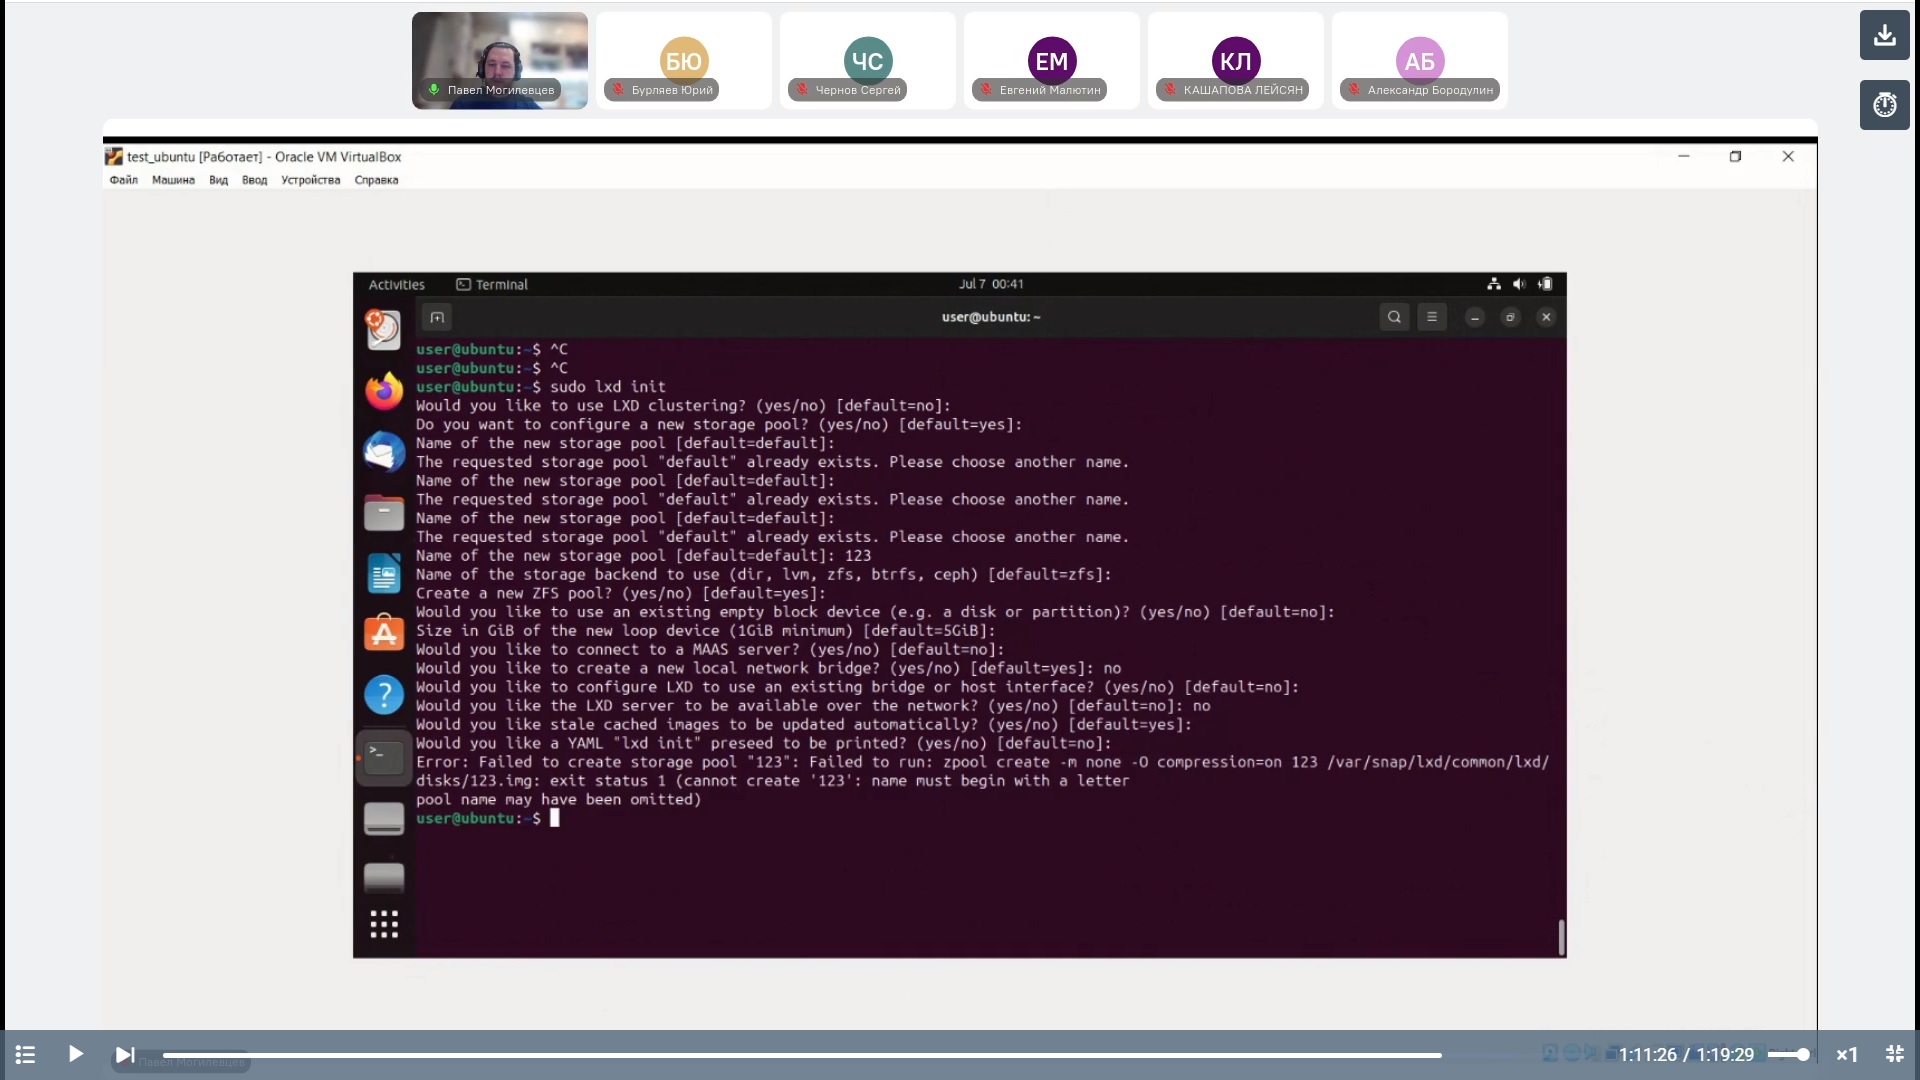 БЮ
ЧС
ЕМ
КЛ
АБ
Павел Могилевцев
Бурляев Юрий
Чернов Сергей
Евгений Малютин
КАШАПОВА ЛЕЙСЯН
Александр Бородулин
test_ubuntu [Работает] - Oracle VM VirtualBox
Файл Машина Вид Ввод Устройства Справка
Activities Terminal Jul 7 00:41
user@ubuntu: ~
user@ubuntu:~$ ^C
user@ubuntu:~$ ^C
user@ubuntu:~$ sudo lxd init
Would you like to use LXD clustering? (yes/no) [default=no]:
Do you want to configure a new storage pool? (yes/no) [default=yes]:
Name of the new storage pool [default=default]:
The requested storage pool "default" already exists. Please choose another name.
Name of the new storage pool [default=default]:
The requested storage pool "default" already exists. Please choose another name.
Name of the new storage pool [default=default]:
The requested storage pool "default" already exists. Please choose another name.
Name of the new storage pool [default=default]: 123
Name of the storage backend to use (dir, lvm, zfs, btrfs, ceph) [default=zfs]:
Create a new ZFS pool? (yes/no) [default=yes]:
Would you like to use an existing empty block device (e.g. a disk or partition)? (yes/no) [default=no]:
Size in GiB of the new loop device (1GiB minimum) [default=5GiB]:
Would you like to connect to a MAAS server? (yes/no) [default=no]:
Would you like to create a new local network bridge? (yes/no) [default=yes]: no
Would you like to configure LXD to use an existing bridge or host interface? (yes/no) [default=no]:
Would you like the LXD server to be available over the network? (yes/no) [default=no]: no
Would you like stale cached images to be updated automatically? (yes/no) [default=yes]:
Would you like a YAML "lxd init" preseed to be printed? (yes/no) [default=no]:
Error: Failed to create storage pool "123": Failed to run: zpool create -m none -O compression=on 123 /var/snap/lxd/common/lxd/
disks/123.img: exit status 1 (cannot create '123': name must begin with a letter
pool name may have been omitted)
user@ubuntu:~$
Павел Могилевцев
1:11:26 / 1:19:29 ×1